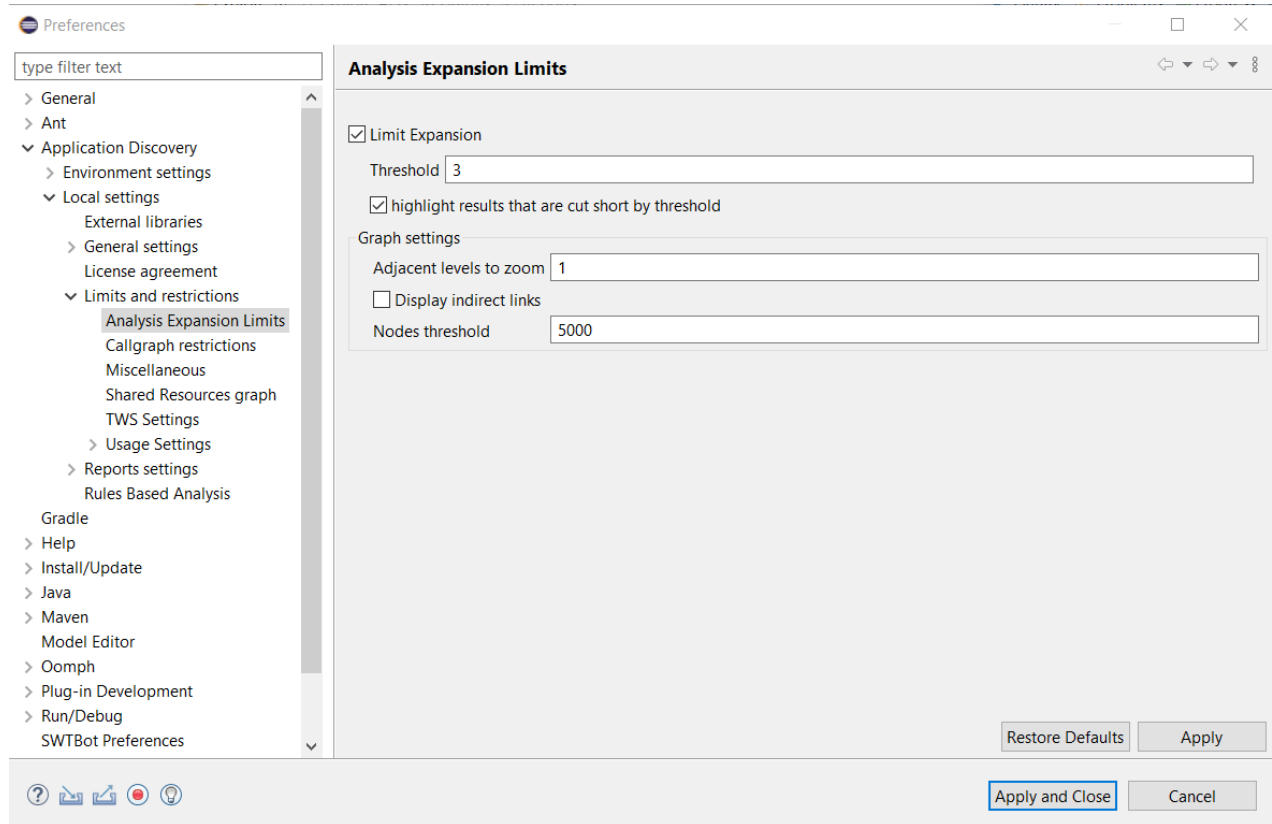 Preferences
type filter text
General
Ant
Application Discovery
Environment settings
Local settings
External libraries
General settings
License agreement
Limits and restrictions
Analysis Expansion Limits
Callgraph restrictions
Miscellaneous
Shared Resources graph
TWS Settings
Usage Settings
Reports settings
Rules Based Analysis
Gradle
Help
Install/Update
Java
Maven
Model Editor
Oomph
Plug-in Development
Run/Debug
SWTBot Preferences
Analysis Expansion Limits
Limit Expansion
Threshold 3
highlight results that are cut short by threshold
Graph settings
Adjacent levels to zoom 1
Display indirect links
Nodes threshold 5000
Restore Defaults Apply
Apply and Close Cancel